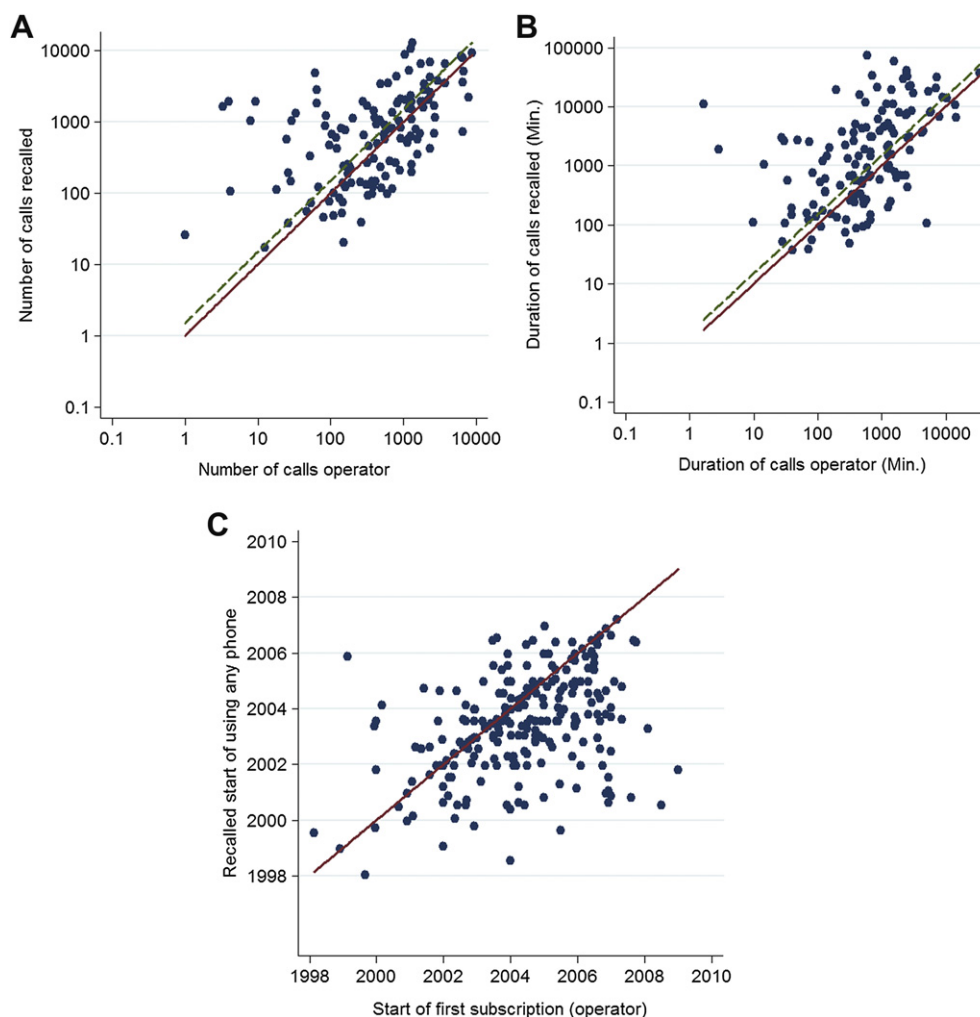 A
Number of calls recalled
10000
1000
100
10
1
0.1
0.1 1 10 100 1000 10000
Number of calls operator
B
Duration of calls recalled (Min.)
100000
10000
1000
100
10
1
0.1
0.1 1 10 100 1000 10000
Duration of calls operator (Min.)
C
Recalled start of using any phone
2010
2008
2006
2004
2002
2000
1998
1998 2000 2002 2004 2006 2008 2010
Start of first subscription (operator)